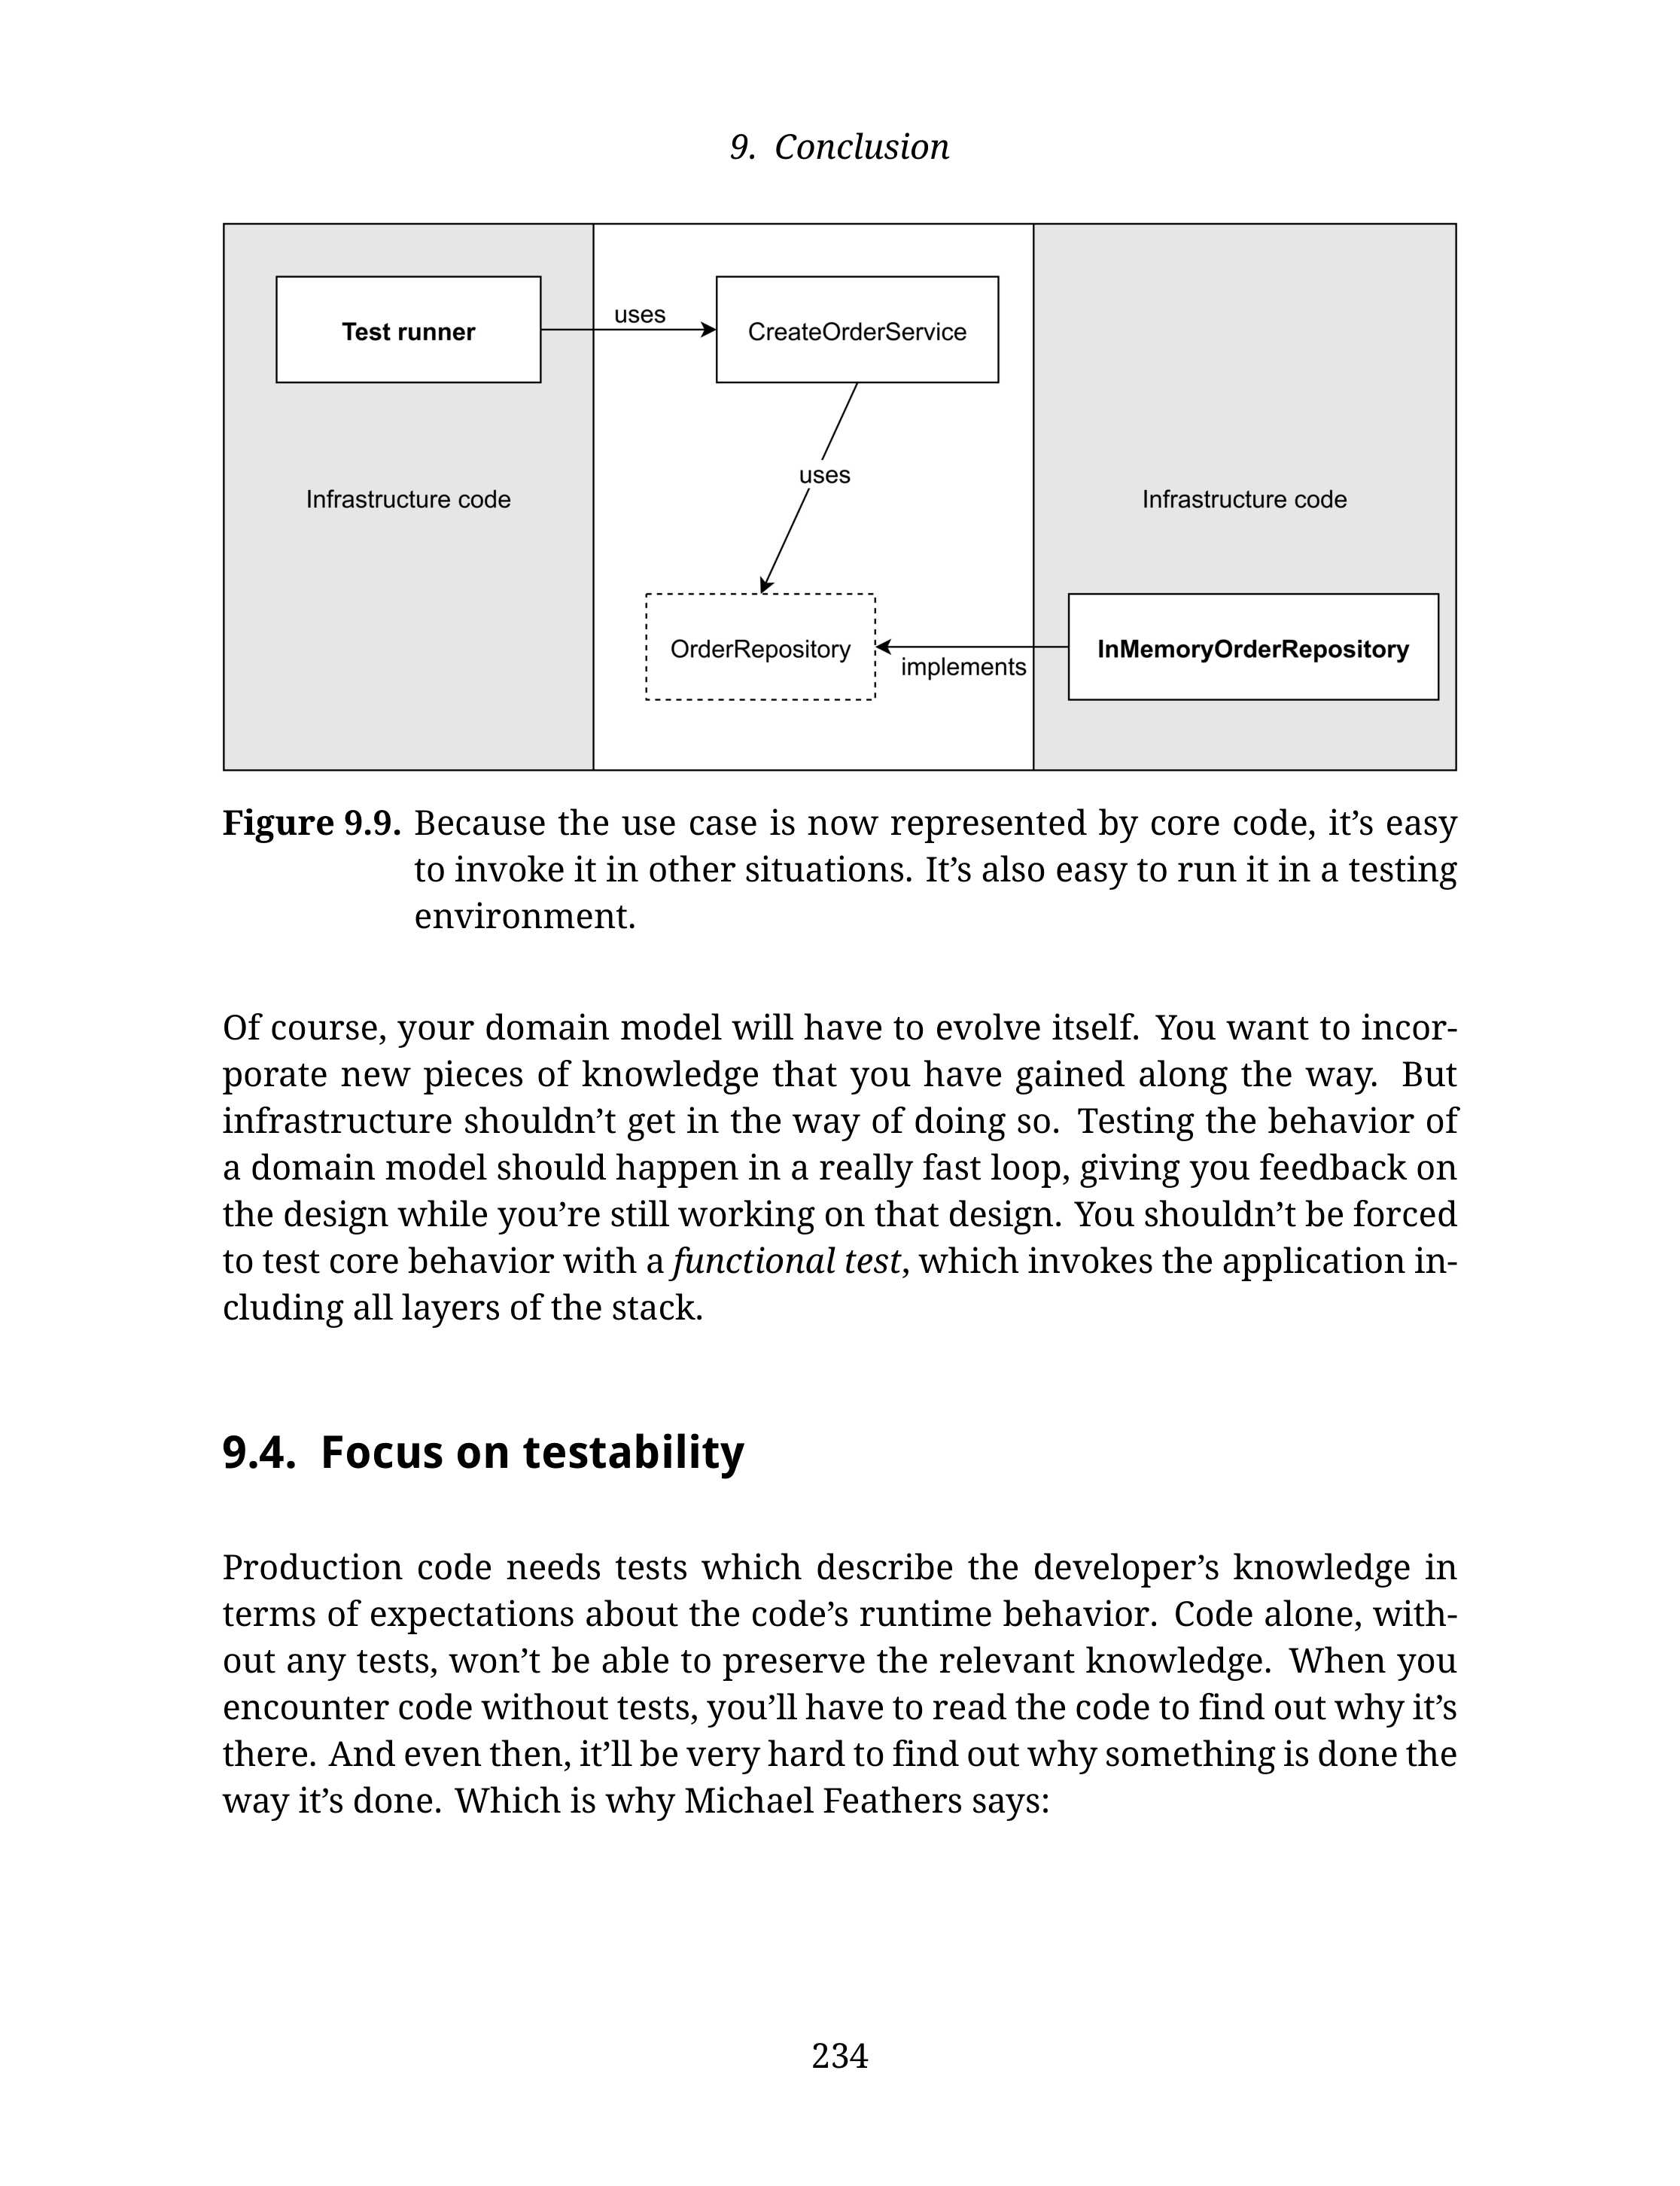 9. Conclusion
Test runner
uses
CreateOrderService
uses
Infrastructure code
Infrastructure code
OrderRepository
implements
InMemoryOrderRepository
Figure 9.9. Because the use case is now represented by core code, it’s easy
to invoke it in other situations. It’s also easy to run it in a testing
environment.
Of course, your domain model will have to evolve itself. You want to incor-
porate new pieces of knowledge that you have gained along the way. But
infrastructure shouldn’t get in the way of doing so. Testing the behavior of
a domain model should happen in a really fast loop, giving you feedback on
the design while you’re still working on that design. You shouldn’t be forced
to test core behavior with a functional test, which invokes the application in-
cluding all layers of the stack.
9.4. Focus on testability
Production code needs tests which describe the developer’s knowledge in
terms of expectations about the code’s runtime behavior. Code alone, with-
out any tests, won’t be able to preserve the relevant knowledge. When you
encounter code without tests, you’ll have to read the code to find out why it’s
there. And even then, it’ll be very hard to find out why something is done the
way it’s done. Which is why Michael Feathers says:
234